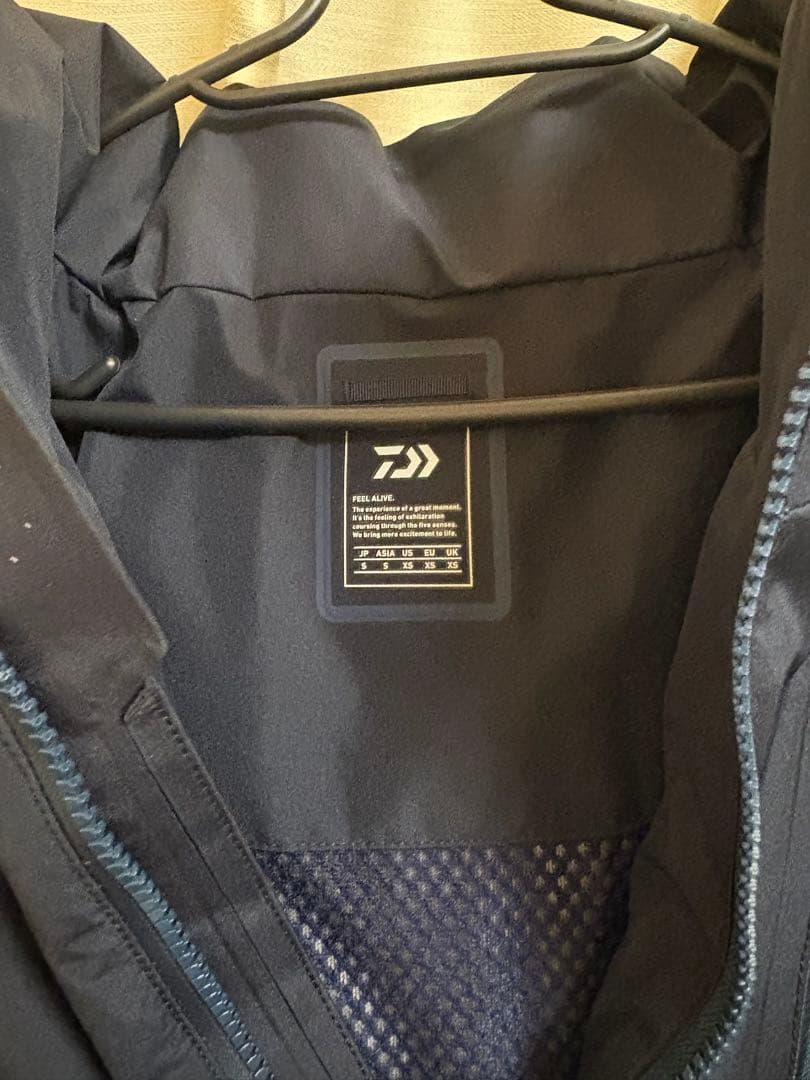 FEEL ALIVE.
The experience of a great moment.
It's the feeling of exhilaration
coursing through the five senses.
We bring more excitement to life.
JP ASIA US EU UK
S S XS XS XS